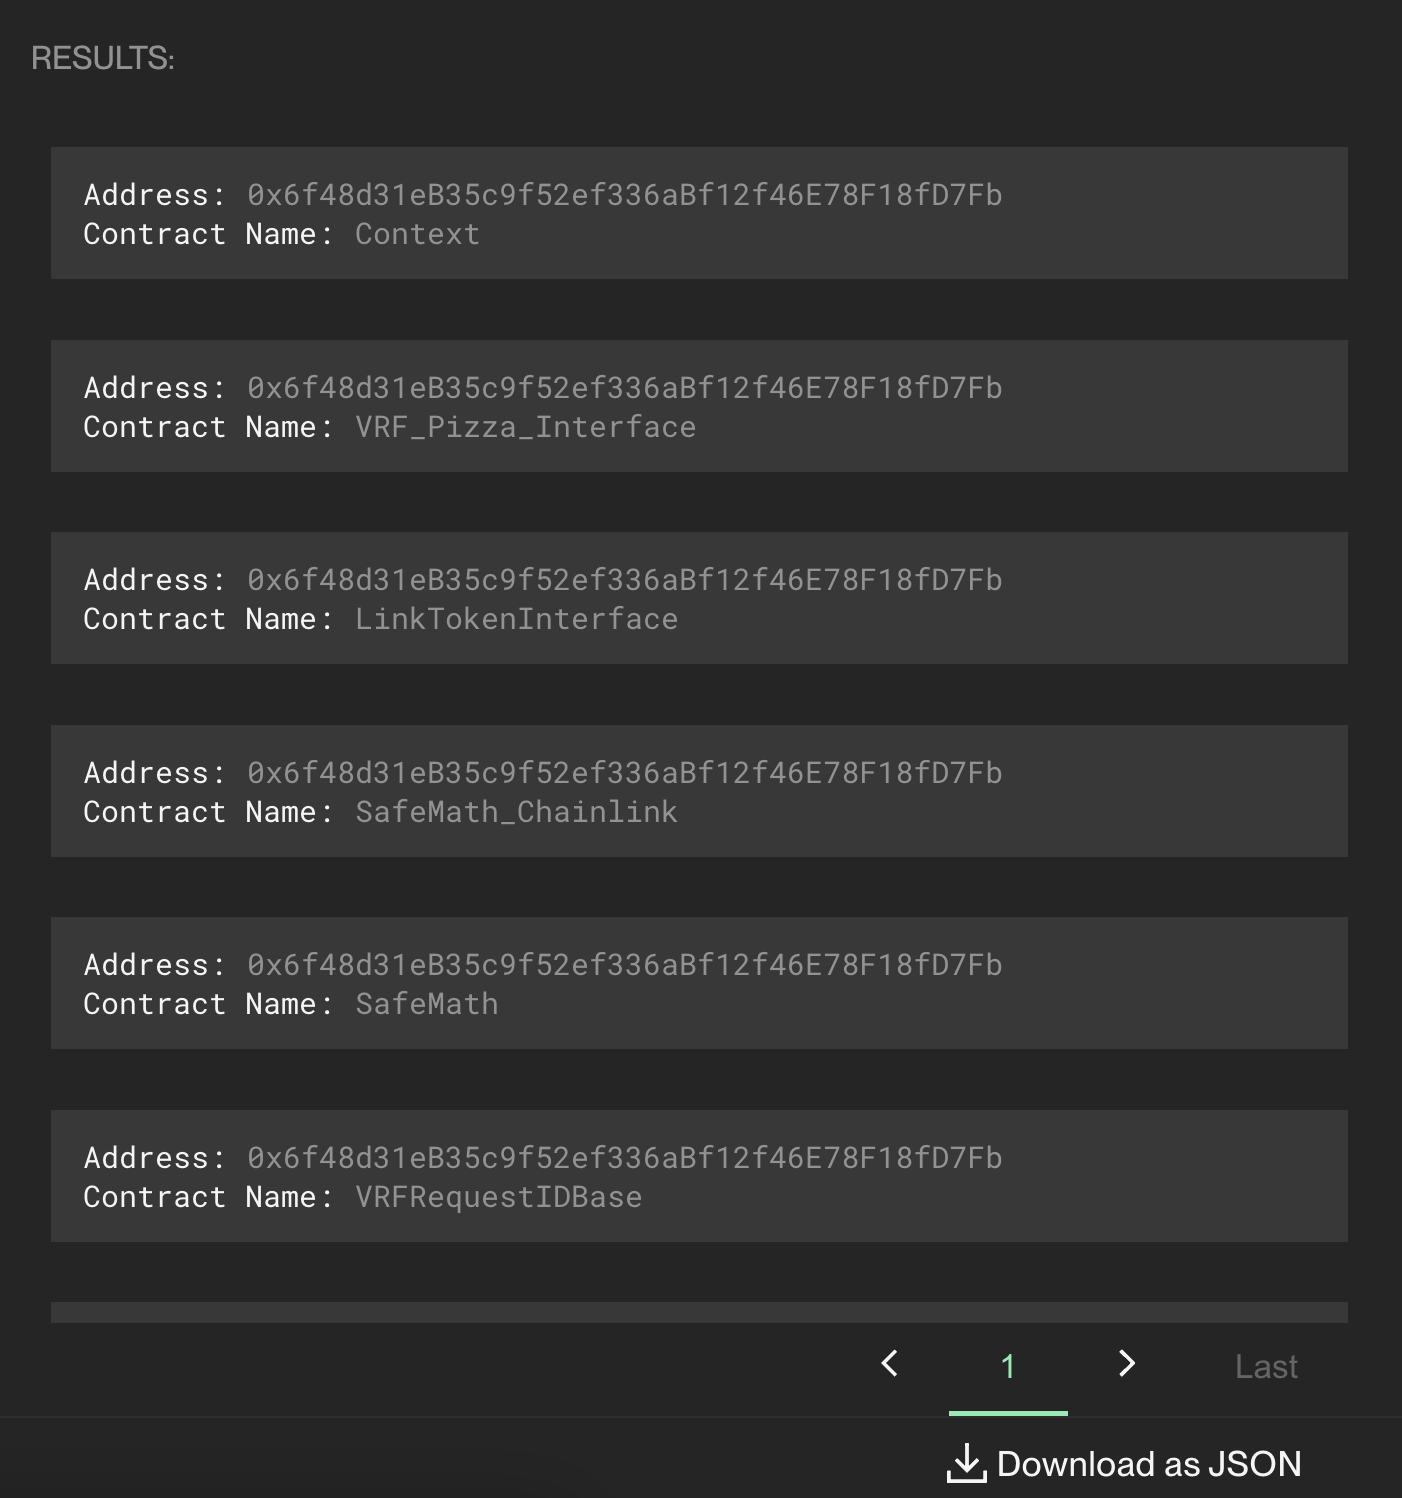 RESULTS:
Address: 0x6f48d31eB35c9f52ef336aBf12f46E78F18fD7Fb
Contract Name: Context
Address: 0x6f48d31eB35c9f52ef336aBf12f46E78F18fD7Fb
Contract Name: VRF_Pizza_Interface
Address: 0x6f48d31eB35c9f52ef336aBf12f46E78F18fD7Fb
Contract Name: LinkTokenInterface
Address: 0x6f48d31eB35c9f52ef336aBf12f46E78F18fD7Fb
Contract Name: SafeMath_Chainlink
Address: 0x6f48d31eB35c9f52ef336aBf12f46E78F18fD7Fb
Contract Name: SafeMath
Address: 0x6f48d31eB35c9f52ef336aBf12f46E78F18fD7Fb
Contract Name: VRFRequestIDBase
1 Last
Download as JSON